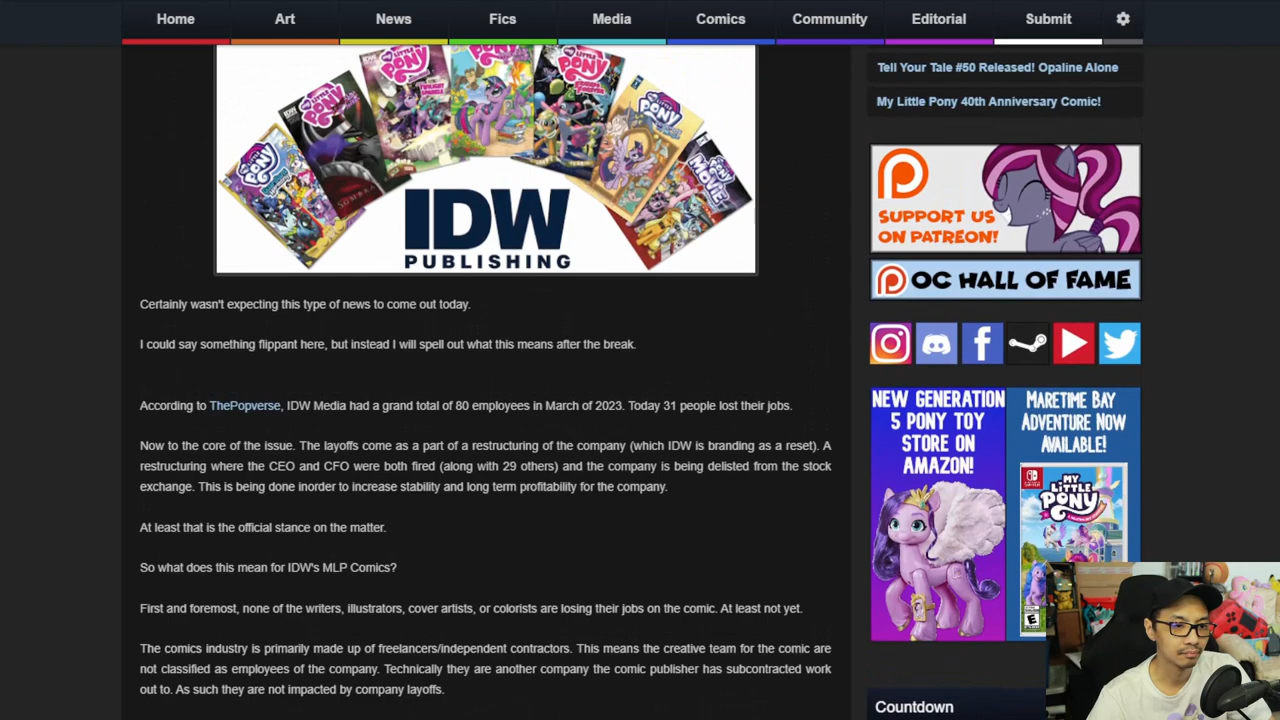 Home
Art
News
Fics
Media
Comics
Community
Editorial
Submit
IDW
PUBLISHING
Certainly wasn't expecting this type of news to come out today.
I could say something flippant here, but instead I will spell out what this means after the break.
According to ThePopverse, IDW Media had a grand total of 80 employees in March of 2023. Today 31 people lost their jobs.
Now to the core of the issue. The layoffs come as a part of a restructuring of the company (which IDW is branding as a reset). A
restructuring where the CEO and CFO were both fired (along with 29 others) and the company is being delisted from the stock
exchange. This is being done inorder to increase stability and long term profitability for the company.
At least that is the official stance on the matter.
So what does this mean for IDW's MLP Comics?
First and foremost, none of the writers, illustrators, cover artists, or colorists are losing their jobs on the comic. At least not yet.
The comics industry is primarily made up of freelancers/independent contractors. This means the creative team for the comic are
not classified as employees of the company. Technically they are another company the comic publisher has subcontracted work
out to. As such they are not impacted by company layoffs.
Tell Your Tale #50 Released! Opaline Alone
My Little Pony 40th Anniversary Comic!
SUPPORT US
ON PATREON!
OC HALL OF FAME
NEW GENERATION
5 PONY TOY
STORE ON
AMAZON!
MARETIME BAY
ADVENTURE NOW
AVAILABLE!
MY LITTLE
PONY
Countdown